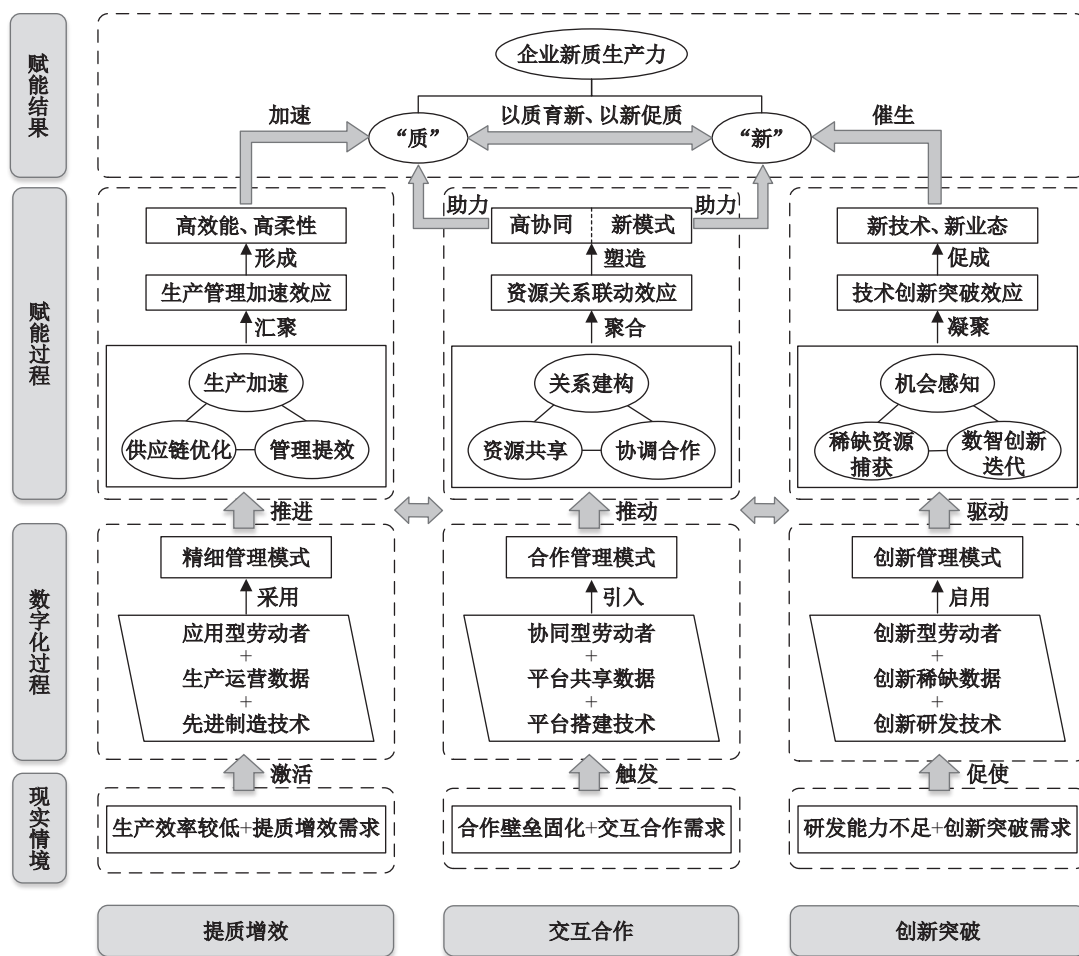 赋能结果
企业新质生产力
加速
以质育新、以新促质
催生
“质”
“新”
赋能过程
助力
助力
高效能、高柔性
高协同
新模式
新技术、新业态
形成
塑造
促成
生产管理加速效应
资源关系联动效应
技术创新突破效应
汇聚
聚合
凝聚
生产加速
关系建构
机会感知
供应链优化
管理提效
资源共享
协调合作
稀缺资源
捕获
数智创新
迭代
推进
推动
驱动
数字化过程
精细管理模式
合作管理模式
创新管理模式
采用
引入
启用
应用型劳动者
+
生产运营数据
+
先进制造技术
协同型劳动者
+
平台共享数据
+
平台搭建技术
创新型劳动者
+
创新稀缺数据
+
创新研发技术
激活
触发
促使
现实情境
生产效率较低+提质增效需求
合作壁垒固化+交互合作需求
研发能力不足+创新突破需求
提质增效
交互合作
创新突破